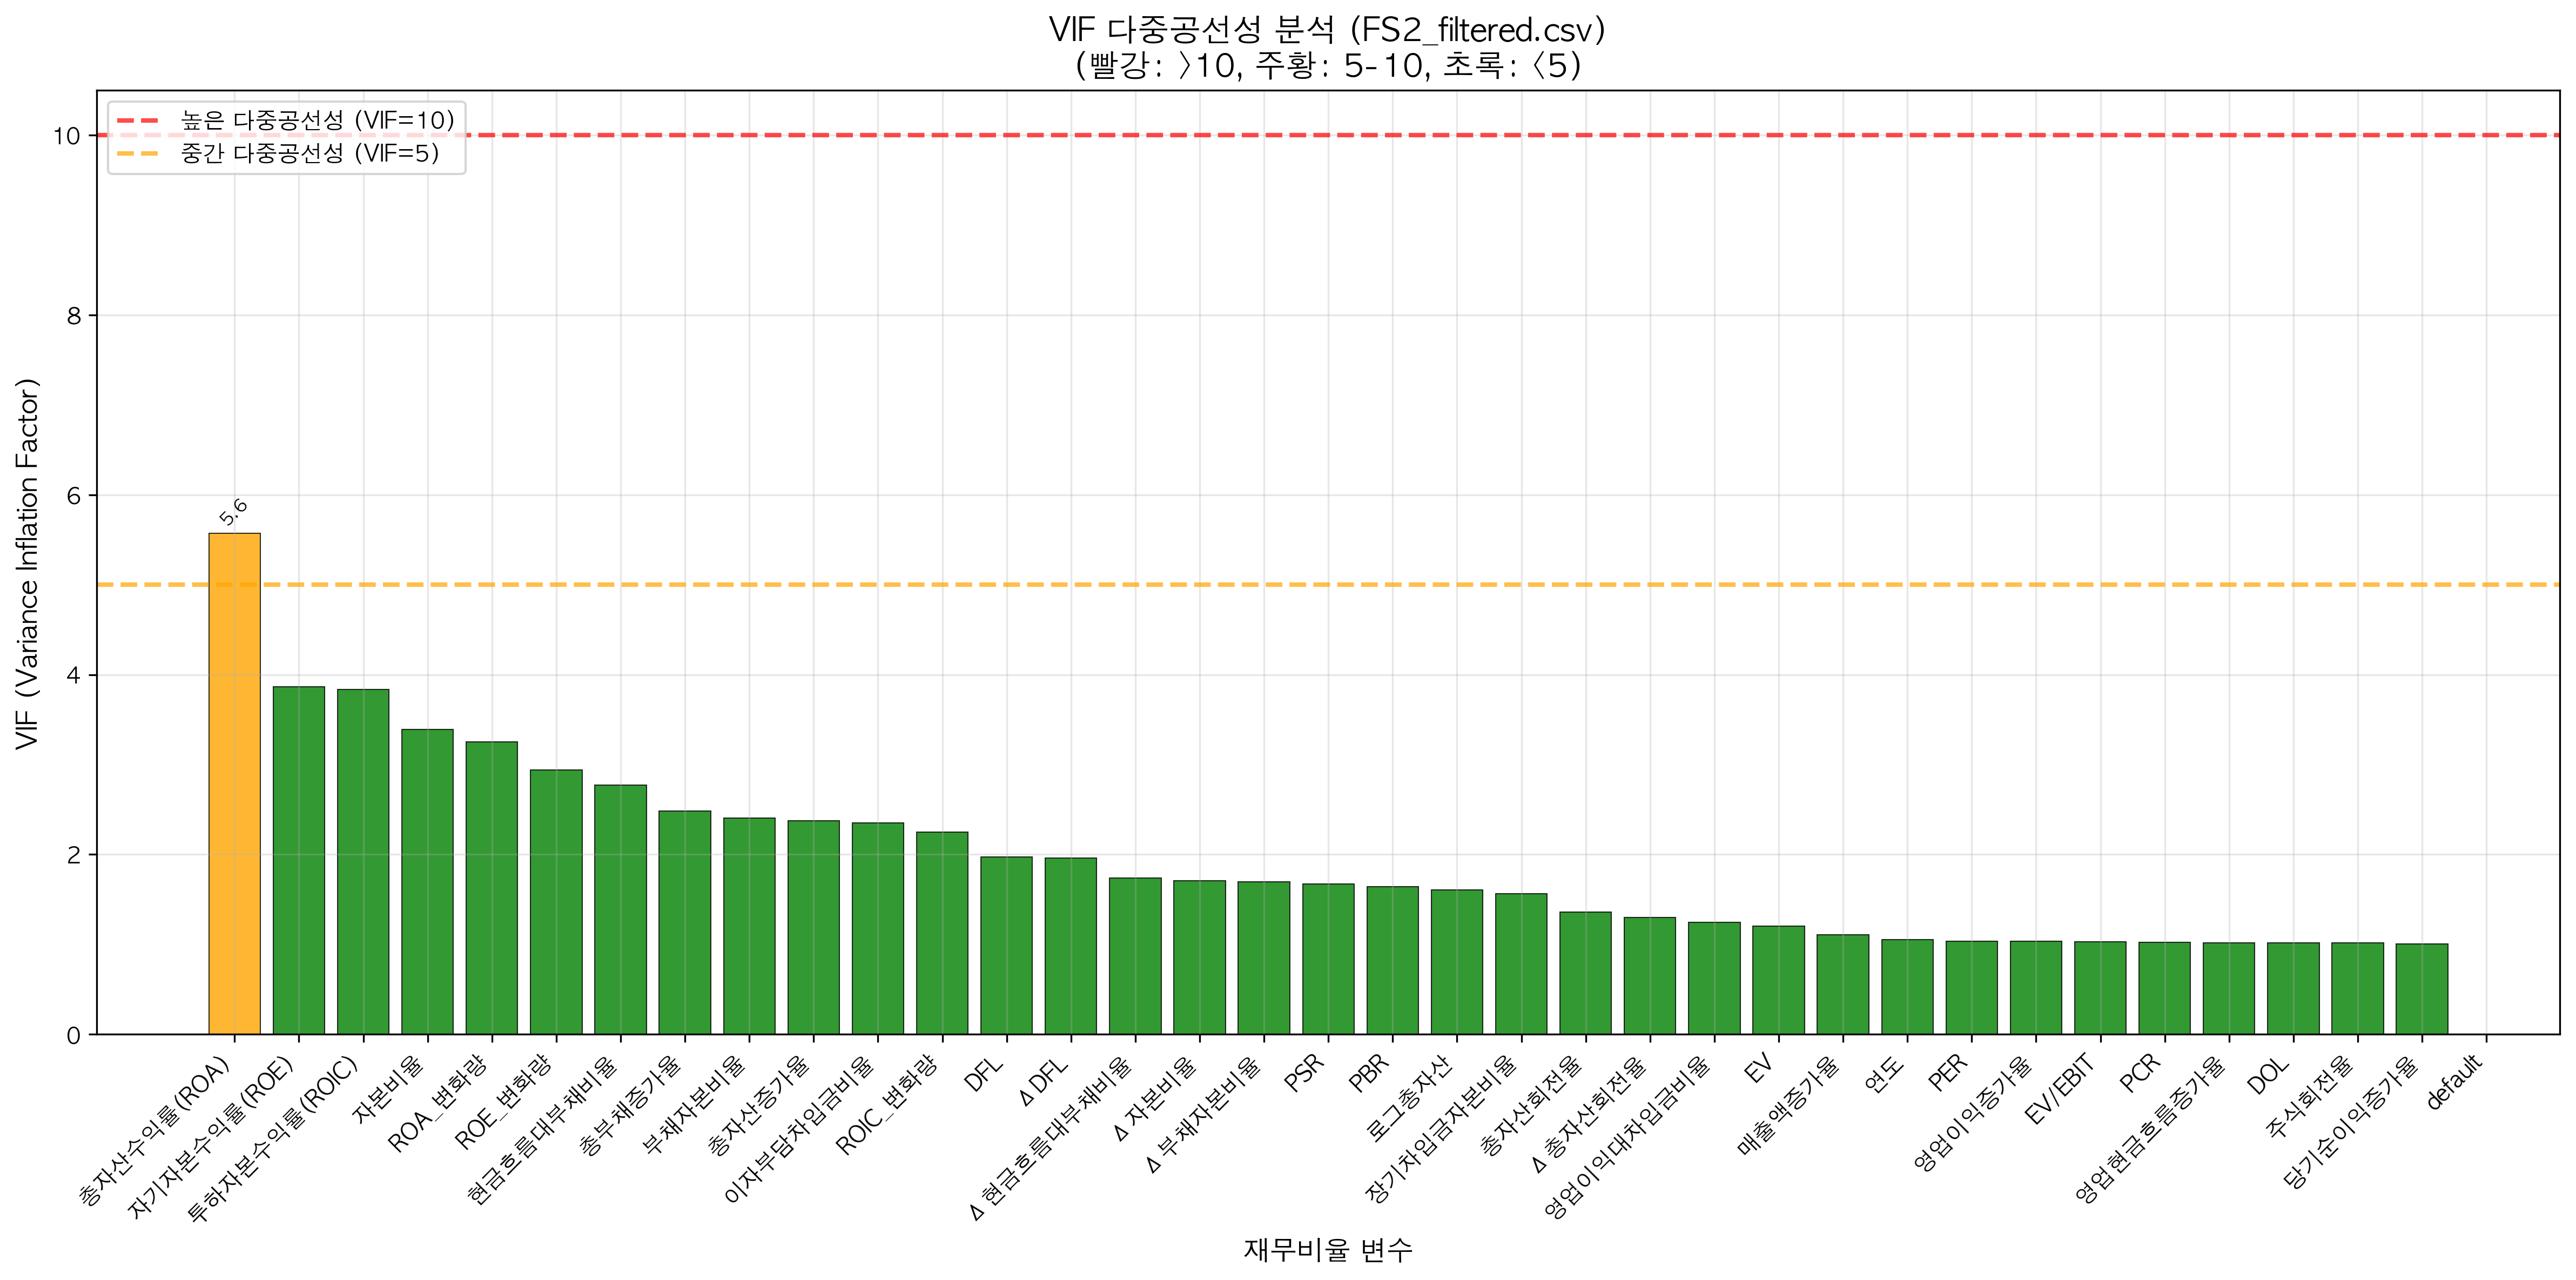 VIF 다중공선성 분석 (FS2_filtered.csv)
(빨강: >10, 주황: 5-10, 초록: <5)
높은 다중공선성 (VIF=10)
중간 다중공선성 (VIF=5)
VIF (Variance Inflation Factor)
10
8
6
4
2
0
5.6
총자산수익률(ROA)
자기자본수익률(ROE)
투하자본수익률(ROIC)
자본비율
ROA_변화량
ROE_변화량
현금흐름대부채비율
총부채증가율
부채자본비율
총자산증가율
이자부담차입금비율
ROIC_변화량
DFL
Δ DFL
Δ 현금흐름대부채비율
Δ 자본비율
Δ 부채자본비율
PSR
PBR
로그총자산
장기차입금자본비율
총자산회전율
Δ 총자산회전율
영업이익대차입금비율
EV
매출액증가율
연도
PER
영업이익증가율
EV/EBIT
PCR
영업현금흐름증가율
DOL
주식회전율
당기순이익증가율
default
재무비율 변수